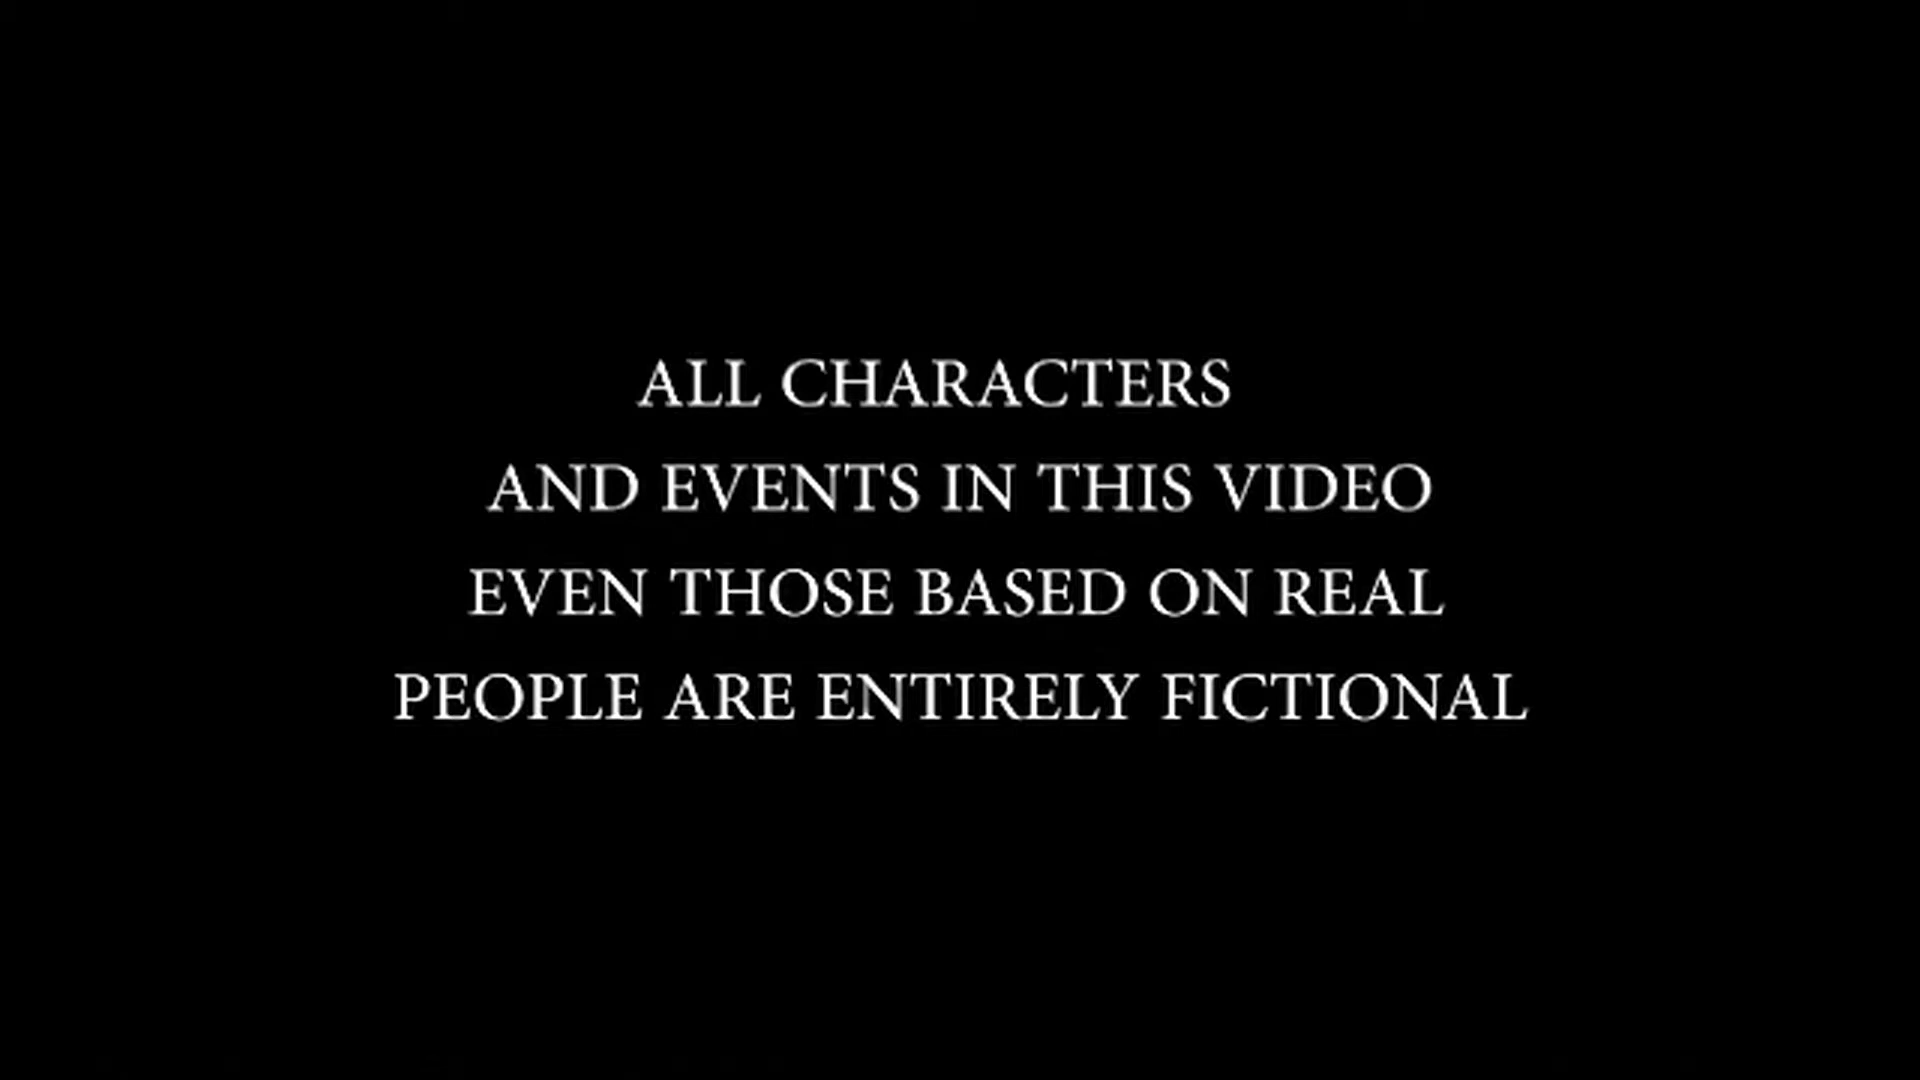 ALL CHARACTERS
AND EVENTS IN THIS VIDEO
EVEN THOSE BASED ON REAL
PEOPLE ARE ENTIRELY FICTIONAL